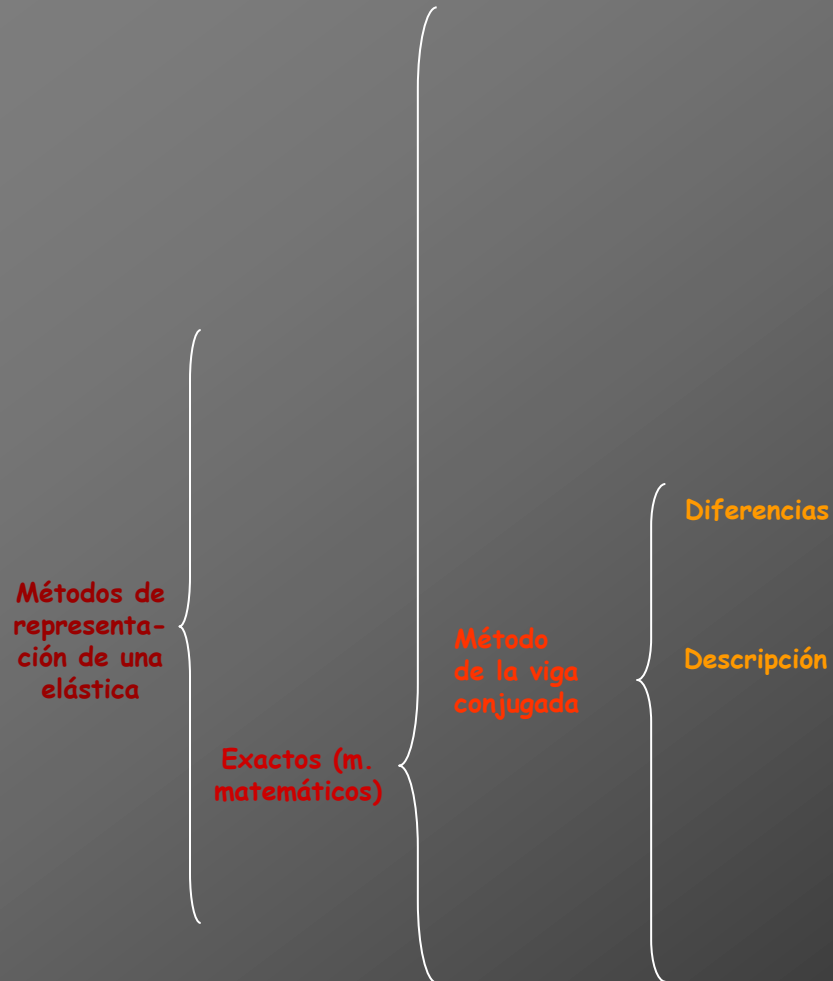 Métodos de
representa-
ción de una
elástica
Exactos (m.
matemáticos)
Método
de la viga
conjugada
Diferencias
Descripción